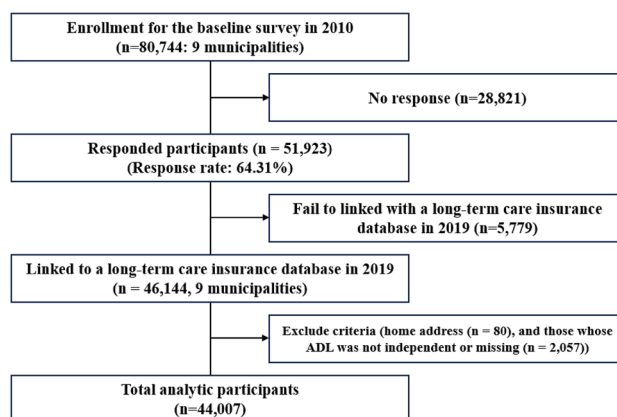 Enrollment for the baseline survey in 2010
(n=80,744: 9 municipalities)
No response (n=28,821)
Responded participants (n = 51,923)
(Response rate: 64.31%)
Fail to linked with a long-term care insurance
database in 2019 (n=5,779)
Linked to a long-term care insurance database in 2019
(n = 46,144, 9 municipalities)
Exclude criteria (home address (n = 80), and those whose
ADL was not independent or missing (n = 2,057))
Total analytic participants
(n=44,007)